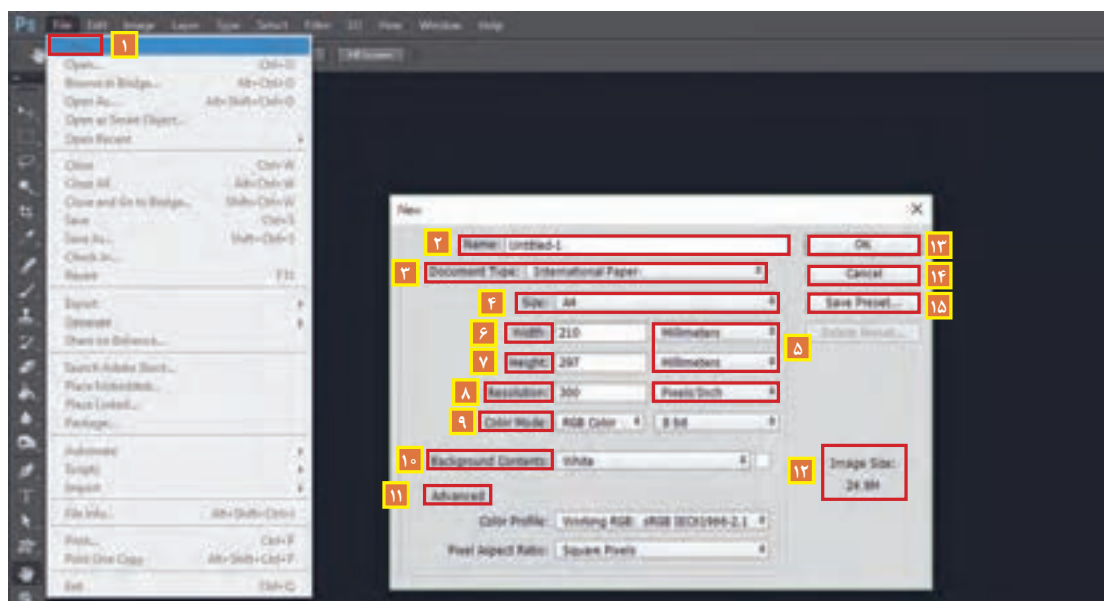 Ps File Edit Image Layer Type Select Filter 3D View Window Help
۱
Open... Ctrl+O
Browse in Bridge... Alt+Ctrl+O
Open As... Alt+Shift+Ctrl+O
Open as Smart Object...
Open Recent
Close Ctrl+W
Close All Alt+Ctrl+W
Close and Go to Bridge... Shift+Ctrl+W
Save Ctrl+S
Save As... Shift+Ctrl+S
Check In...
Revert F12
Export
Generate
Share on Behance...
Search Adobe Stock...
Place Embedded...
Place Linked...
Package...
Automate
Scripts
Import
File Info... Alt+Shift+Ctrl+I
Print... Ctrl+P
Print One Copy Alt+Shift+Ctrl+P
Exit Ctrl+Q
New
۲ Name: Untitled-1 OK ۱۳
۳ Document Type: International Paper Cancel ۱۴
۴ Size: A4 Save Preset... ۱۵
۶ Width: 210 Millimeters ۵ Delete Preset...
۷ Height: 297 Millimeters
۸ Resolution: 300 Pixels/Inch
۹ Color Mode: RGB Color 8 bit
۱۰ Background Contents: White ۱۲ Image Size:
24.9M
۱۱ Advanced
Color Profile: Working RGB: sRGB IEC61966-2.1
Pixel Aspect Ratio: Square Pixels